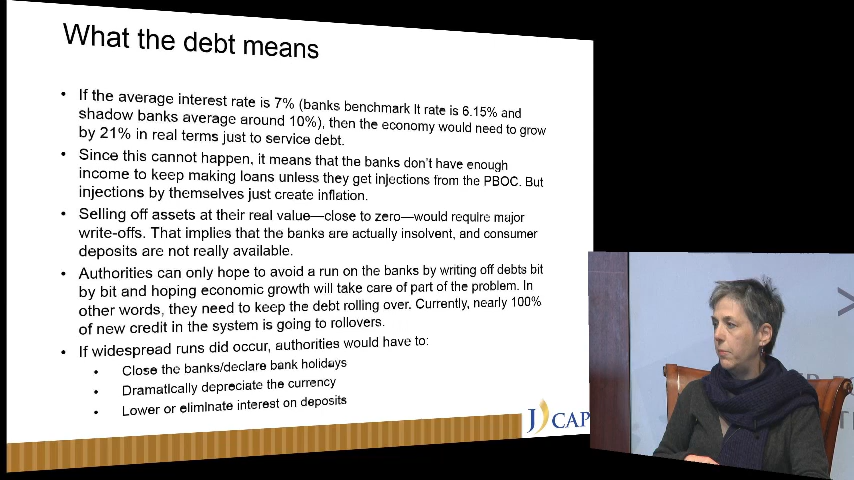 What the debt means
• If the average interest rate is 7% (banks benchmark lt rate is 6.15% and
shadow banks average around 10%), then the economy would need to grow
by 21% in real terms just to service debt.
• Since this cannot happen, it means that the banks don't have enough
income to keep making loans unless they get injections from the PBOC. But
injections by themselves just create inflation.
• Selling off assets at their real value—close to zero—would require major
write-offs. That implies that the banks are actually insolvent, and consumer
deposits are not really available.
• Authorities can only hope to avoid a run on the banks by writing off debts bit
by bit and hoping economic growth will take care of part of the problem. In
other words, they need to keep the debt rolling over. Currently, nearly 100%
of new credit in the system is going to rollovers.
• If widespread runs did occur, authorities would have to:
• Close the banks/declare bank holidays
• Dramatically depreciate the currency
• Lower or eliminate interest on deposits
J CAP